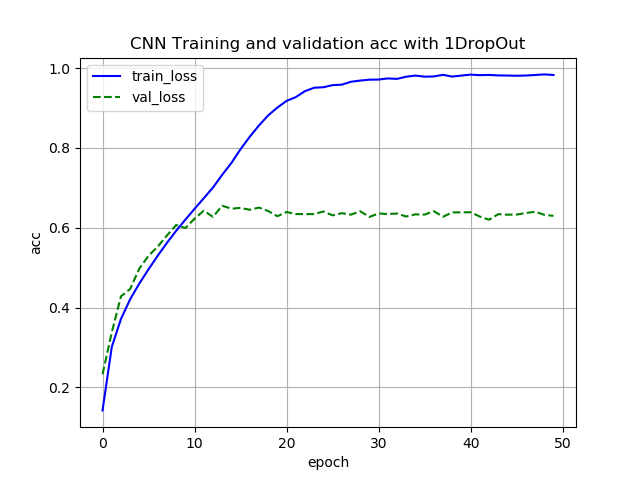 CNN Training and validation acc with 1DropOut
1.0
0.8
0.6
0.4
0.2
acc
train_loss
val_loss
0 10 20 30 40 50
epoch